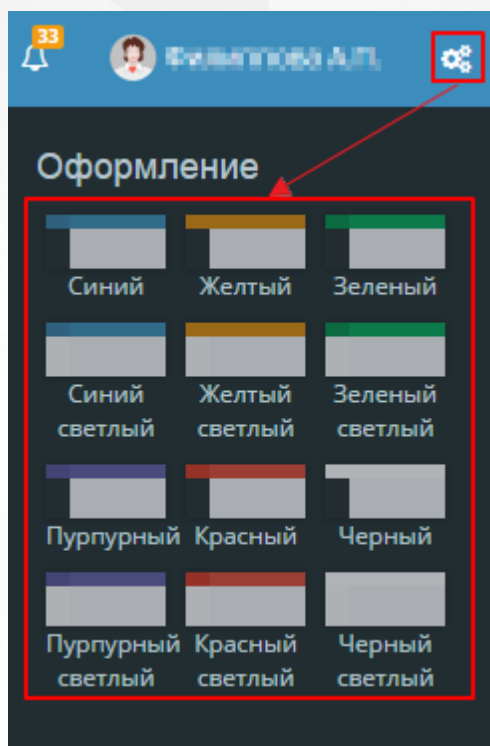 33
Оформление
Синий Желтый Зеленый
Синий Желтый Зеленый
светлый светлый светлый
Пурпурный Красный Черный
Пурпурный Красный Черный
светлый светлый светлый